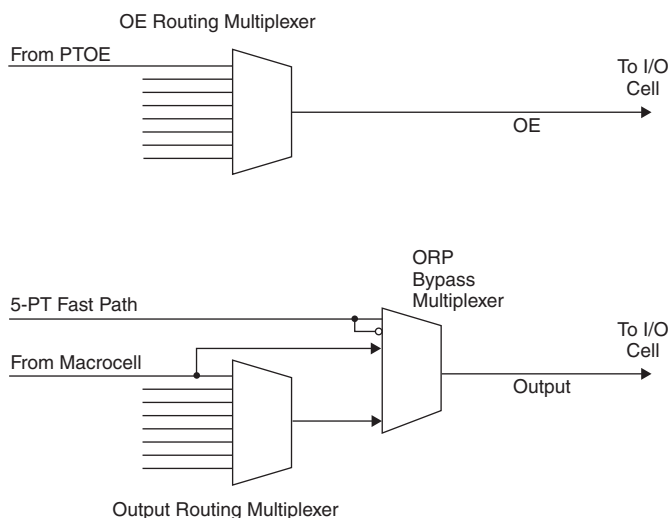 OE Routing Multiplexer
From PTOE
To I/O
Cell
OE
ORP
Bypass
Multiplexer
5-PT Fast Path
To I/O
Cell
From Macrocell
Output
Output Routing Multiplexer